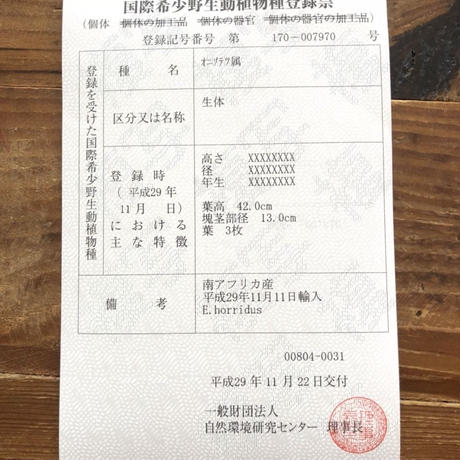 国際希少野生動植物種登録票
（個体 個体の加工品 個体の器官 個体の器官の加工品）
登録記号番号 第 170-007970 号
登録を受けた国際希少野生動植物種
種名 オニソテツ属
区分又は名称 生体
登録時
（平成29年
11月 日）
における
主な特徴
高さ XXXXXXXX
径 XXXXXXXX
年生 XXXXXXXX
葉高 42.0cm
塊茎部径 13.0cm
葉 3枚
備考
南アフリカ産
平成29年11月11日輸入
E.horridus
00804-0031
平成29年11月22日交付
一般財団法人
自然環境研究センター 理事長